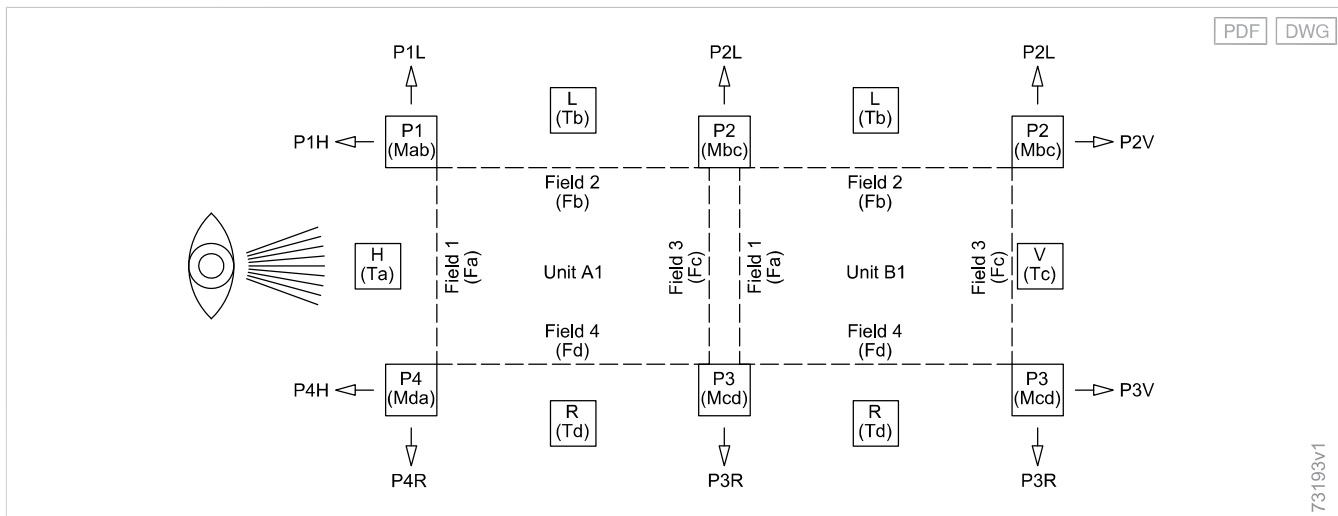 PDF DWG
P1L P2L P2L
L
(Tb)
L
(Tb)
P1
(Mab)
P2
(Mbc)
P2
(Mbc)
P1H
P2V
Field 2
(Fb)
Field 2
(Fb)
H
(Ta)
Field 1
(Fa)
Unit A1
Field 3
(Fc)
Field 1
(Fa)
Unit B1
Field 3
(Fc)
V
(Tc)
Field 4
(Fd)
Field 4
(Fd)
P4H
P4
(Mda)
P3
(Mcd)
P3
(Mcd)
P3V
R
(Td)
R
(Td)
P4R P3R P3R
73193v1